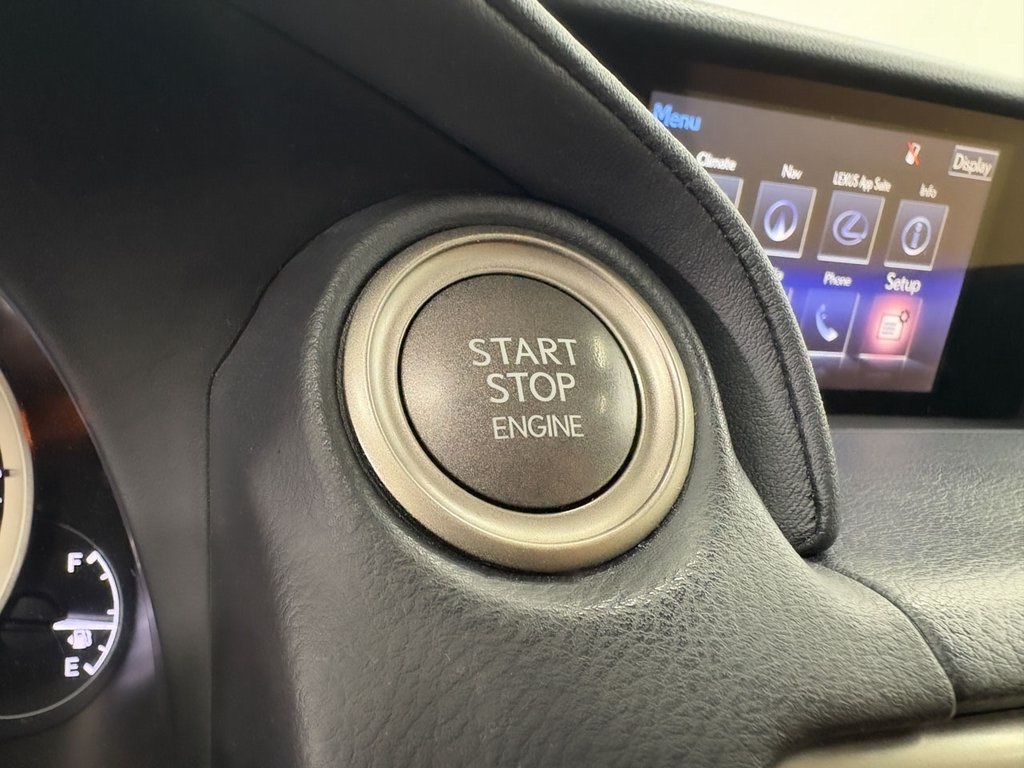 Menu
Display
Climate
Nav
LEXUS App Suite
Info
Phone
Setup
START
STOP
ENGINE
F
E